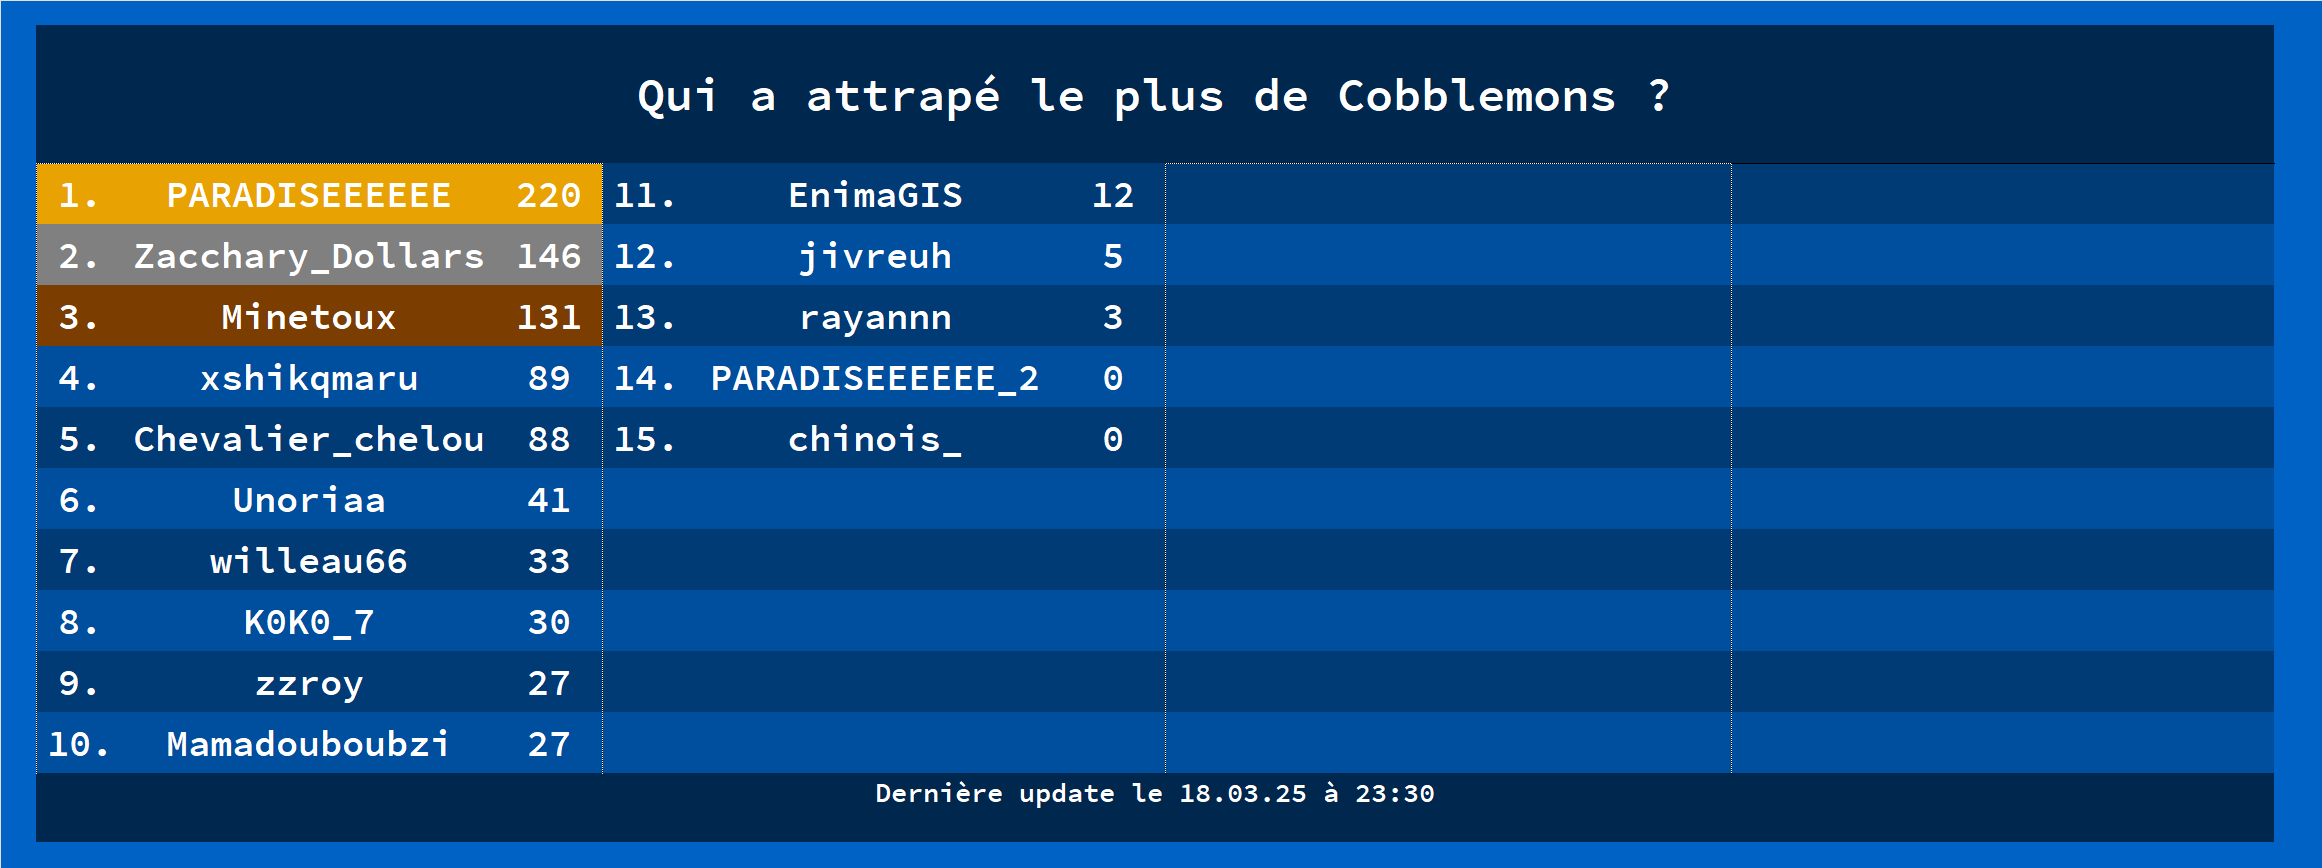 Qui a attrapé le plus de Cobblemons ?
1. PARADISEEEEEE 220
2. Zacchary_Dollars 146
3. Minetoux 131
4. xshikqmaru 89
5. Chevalier_chelou 88
6. Unoriaa 41
7. willeau66 33
8. K0K0_7 30
9. zzroy 27
10. Mamadouboubzi 27
11. EnimaGIS 12
12. jivreuh 5
13. rayannn 3
14. PARADISEEEEEE_2 0
15. chinois_ 0
Dernière update le 18.03.25 à 23:30